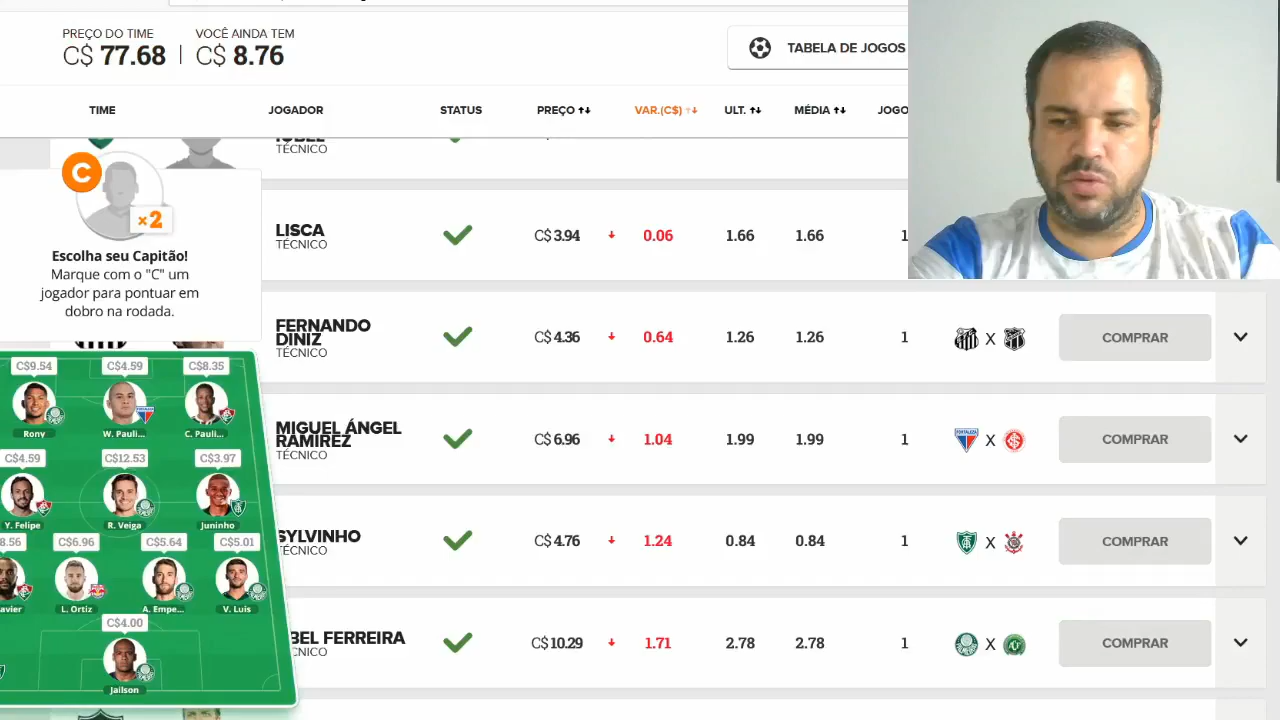 PREÇO DO TIME
C$ 77.68
VOCÊ AINDA TEM
C$ 8.76
TABELA DE JOGOS
TIME JOGADOR STATUS PREÇO VAR.(C$) ULT. MÉDIA JOGO
TÉCNICO
LISCA
TÉCNICO
C$ 3.94 0.06 1.66 1.66 1
FERNANDO
DINIZ
TÉCNICO
C$ 4.36 0.64 1.26 1.26 1 X COMPRAR
MIGUEL ÁNGEL
RAMÍREZ
TÉCNICO
C$ 6.96 1.04 1.99 1.99 1 X COMPRAR
SYLVINHO
TÉCNICO
C$ 4.76 1.24 0.84 0.84 1 X COMPRAR
BEL FERREIRA
CNICO
C$ 10.29 1.71 2.78 2.78 1 X COMPRAR
C
×2
Escolha seu Capitão!
Marque com o "C" um
jogador para pontuar em
dobro na rodada.
C$9.54 C$4.59 C$8.35
Rony W. Pauli... C. Pauli...
C$4.59 C$12.53 C$3.97
Y. Felipe R. Veiga Juninho
8.56 C$6.96 C$5.64 C$5.01
avier L. Ortiz A. Empe... V. Luis
C$4.00
Jailson